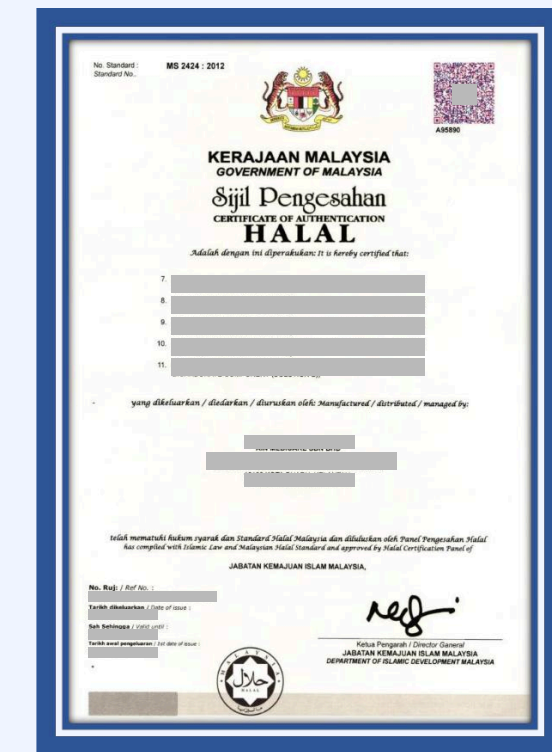 No. Standard :
Standard No..
MS 2424 : 2012
A95890
KERAJAAN MALAYSIA
GOVERNMENT OF MALAYSIA
Sijil Pengesahan
CERTIFICATE OF AUTHENTICATION
HALAL
Adalah dengan ini diperakukan: It is hereby certified that:
7.
8.
9.
10.
11.
yang dikeluarkan / diedarkan / diuruskan oleh: Manufactured / distributed / managed by:
telah mematuhi hukum syarak dan Standard Halal Malaysia dan diluluskan oleh Panel Pengesahan Halal
has complied with Islamic Law and Malaysian Halal Standard and approved by Halal Certification Panel of
JABATAN KEMAJUAN ISLAM MALAYSIA,
No. Ruj: / Ref No. :
Tarikh dikeluarkan / Date of issue :
Sah Sehingga / Valid until :
Tarikh awal pengeluaran / 1st date of issue :
Ketua Pengarah / Director General
JABATAN KEMAJUAN ISLAM MALAYSIA
DEPARTMENT OF ISLAMIC DEVELOPMENT MALAYSIA
MALAYSIA
حلال
HALAL